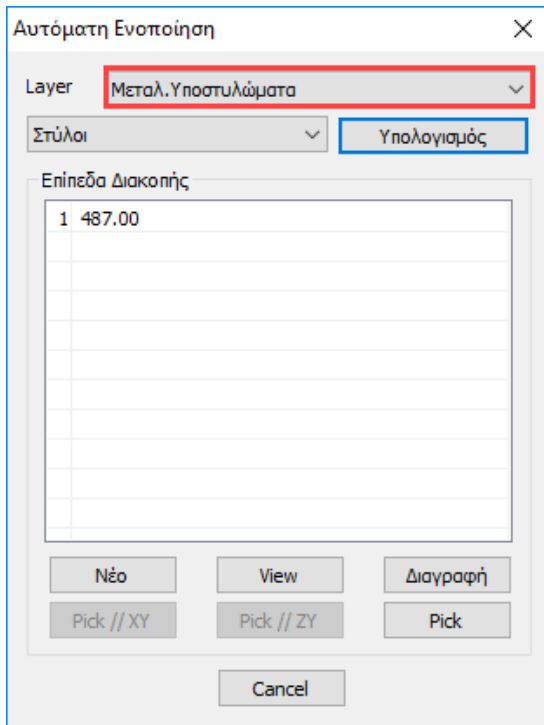 Αυτόματη Ενοποίηση
Layer Μεταλ.Υποστυλώματα
Στύλοι Υπολογισμός
Επίπεδα Διακοπής
1 487.00
Νέο View Διαγραφή
Pick // XY Pick // ZY Pick
Cancel